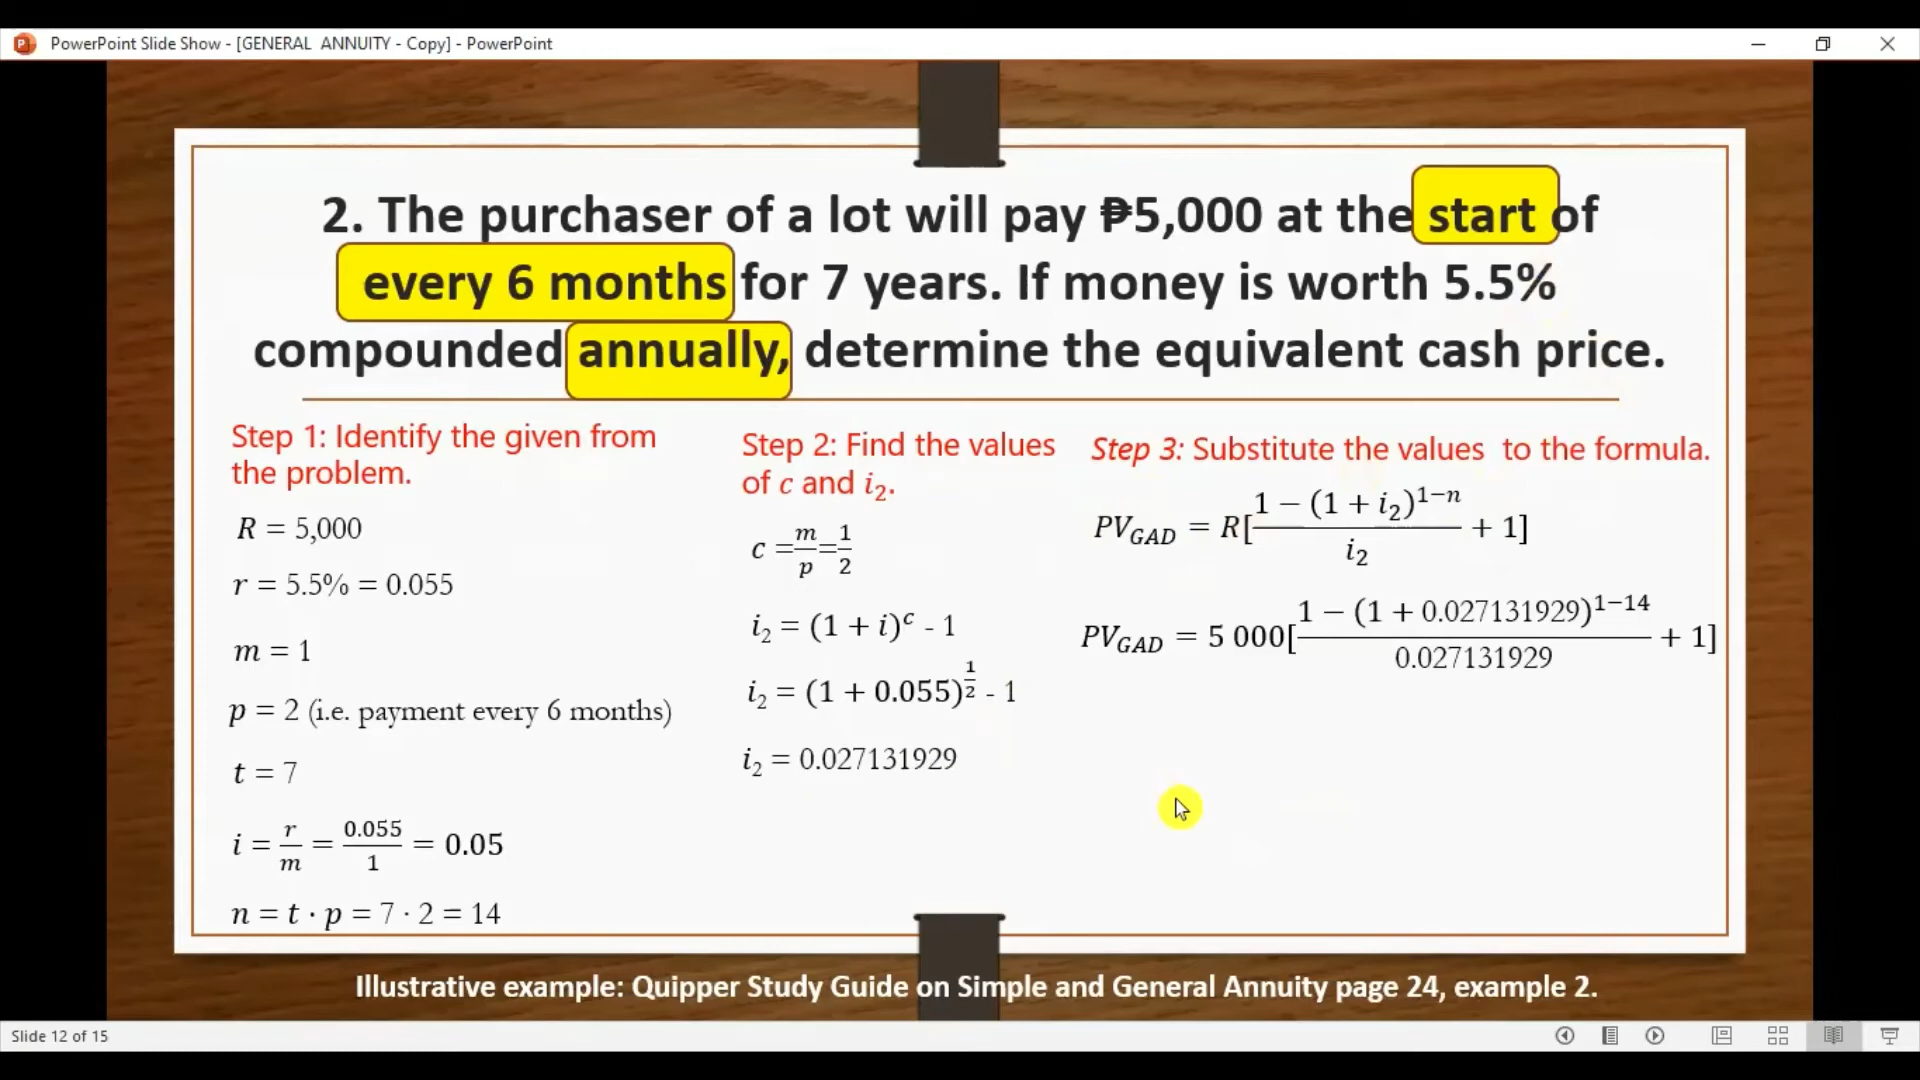 PowerPoint Slide Show - [GENERAL  ANNUITY - Copy] - PowerPoint
2. The purchaser of a lot will pay ₱5,000 at the start of
every 6 months for 7 years. If money is worth 5.5%
compounded annually, determine the equivalent cash price.
Step 1: Identify the given from
the problem.
R = 5,000
r = 5.5% = 0.055
m = 1
p = 2 (i.e. payment every 6 months)
t = 7
i = r/m = 0.055/1 = 0.05
n = t · p = 7 · 2 = 14
Step 2: Find the values
of c and i₂.
c = m/p = 1/2
i₂ = (1 + i)^c - 1
i₂ = (1 + 0.055)^(1/2) - 1
i₂ = 0.027131929
Step 3: Substitute the values  to the formula.
PV_GAD = R[(1 − (1 + i₂)^(1−n))/i₂ + 1]
PV_GAD = 5 000[(1 − (1 + 0.027131929)^(1−14))/0.027131929 + 1]
Illustrative example: Quipper Study Guide on Simple and General Annuity page 24, example 2.
Slide 12 of 15